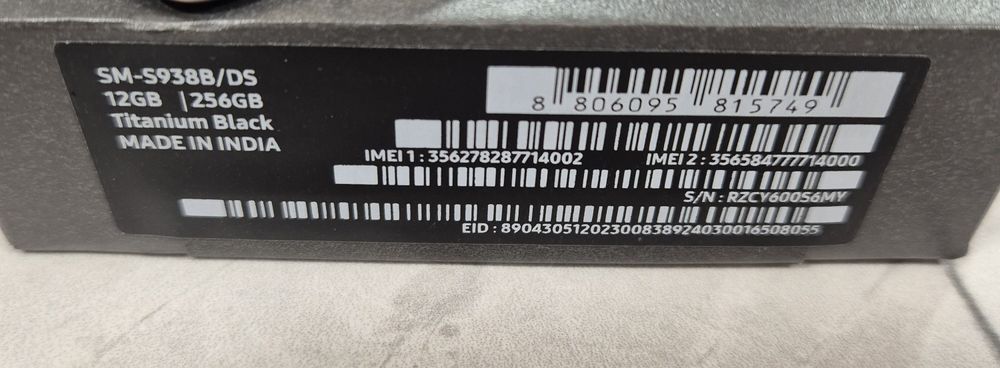 SM-S938B/DS
12GB | 256GB
Titanium Black
MADE IN INDIA
8 806095 815749
IMEI 1 : 356278287714002
IMEI 2 : 356584777714000
S/N : RZCY60056MY
EID : 89043051202300838924030016508055